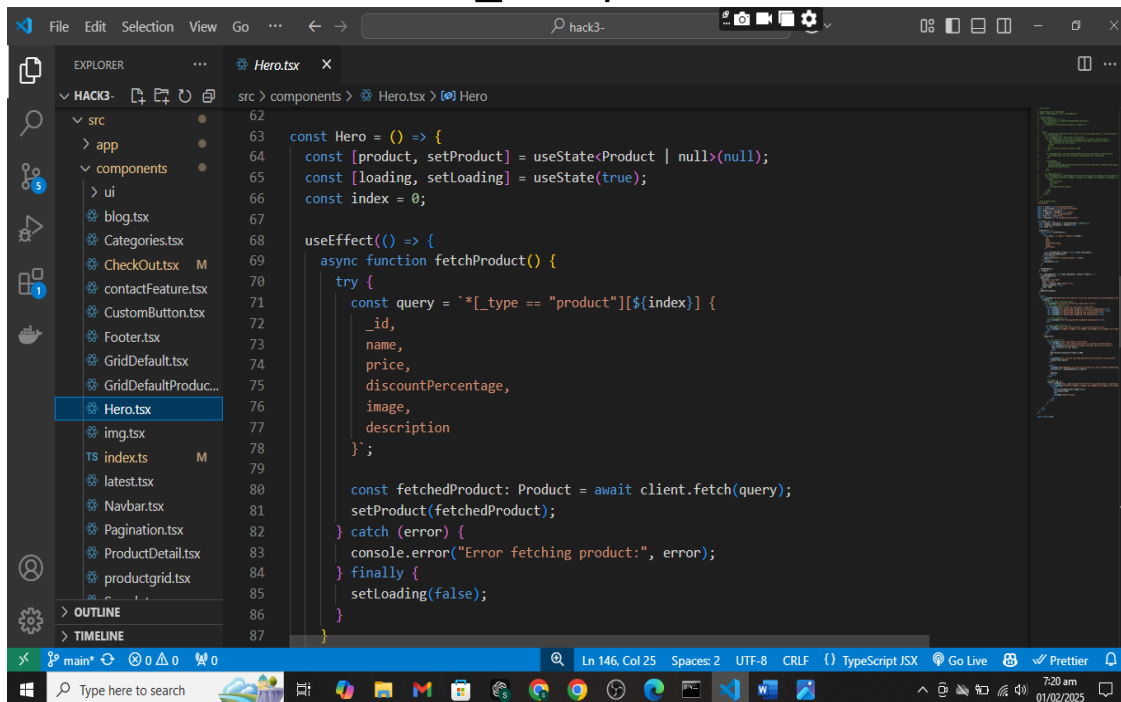 File Edit Selection View Go ··· hack3-
EXPLORER ···
Hero.tsx
HACK3-
src > components > Hero.tsx > Hero
src
app
components
ui
blog.tsx
Categories.tsx
CheckOut.tsx M
contactFeature.tsx
CustomButton.tsx
Footer.tsx
GridDefault.tsx
GridDefaultProduc...
Hero.tsx
img.tsx
TS index.ts M
latest.tsx
Navbar.tsx
Pagination.tsx
ProductDetail.tsx
productgrid.tsx
OUTLINE
TIMELINE
5
1
62
63 const Hero = () => {
64 const [product, setProduct] = useState<Product | null>(null);
65 const [loading, setLoading] = useState(true);
66 const index = 0;
67
68 useEffect(() => {
69 async function fetchProduct() {
70 try {
71 const query = `*[_type == "product"][${index}] {
72 _id,
73 name,
74 price,
75 discountPercentage,
76 image,
77 description
78 }`;
79
80 const fetchedProduct: Product = await client.fetch(query);
81 setProduct(fetchedProduct);
82 } catch (error) {
83 console.error("Error fetching product:", error);
84 } finally {
85 setLoading(false);
86 }
87 }
main* 0 0 0 Ln 146, Col 25 Spaces: 2 UTF-8 CRLF {} TypeScript JSX Go Live Prettier
Type here to search
7:20 am
01/02/2025